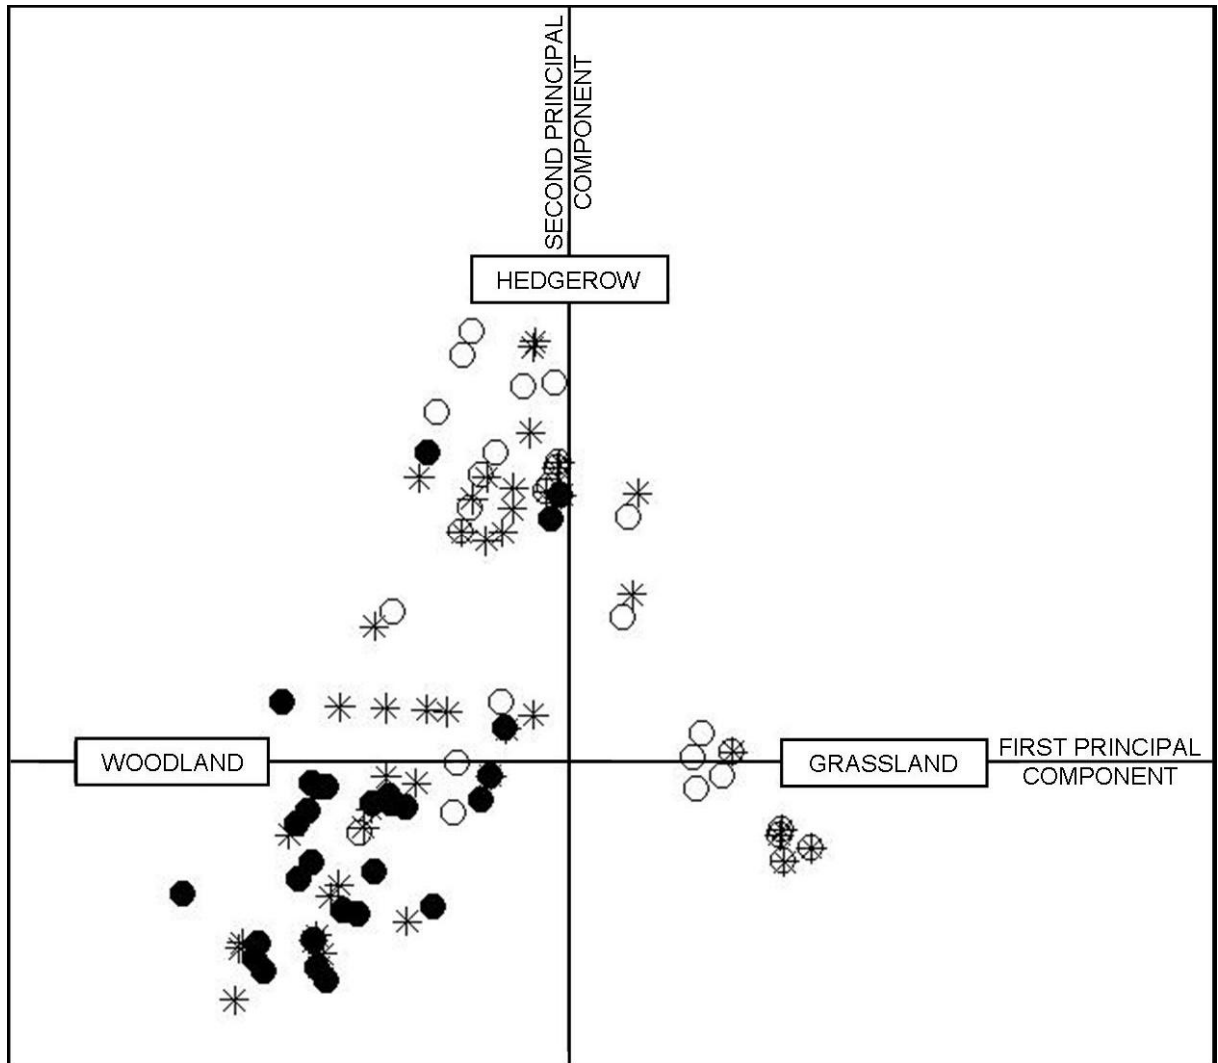 SECOND PRINCIPAL
COMPONENT
HEDGEROW
WOODLAND
GRASSLAND
FIRST PRINCIPAL
COMPONENT